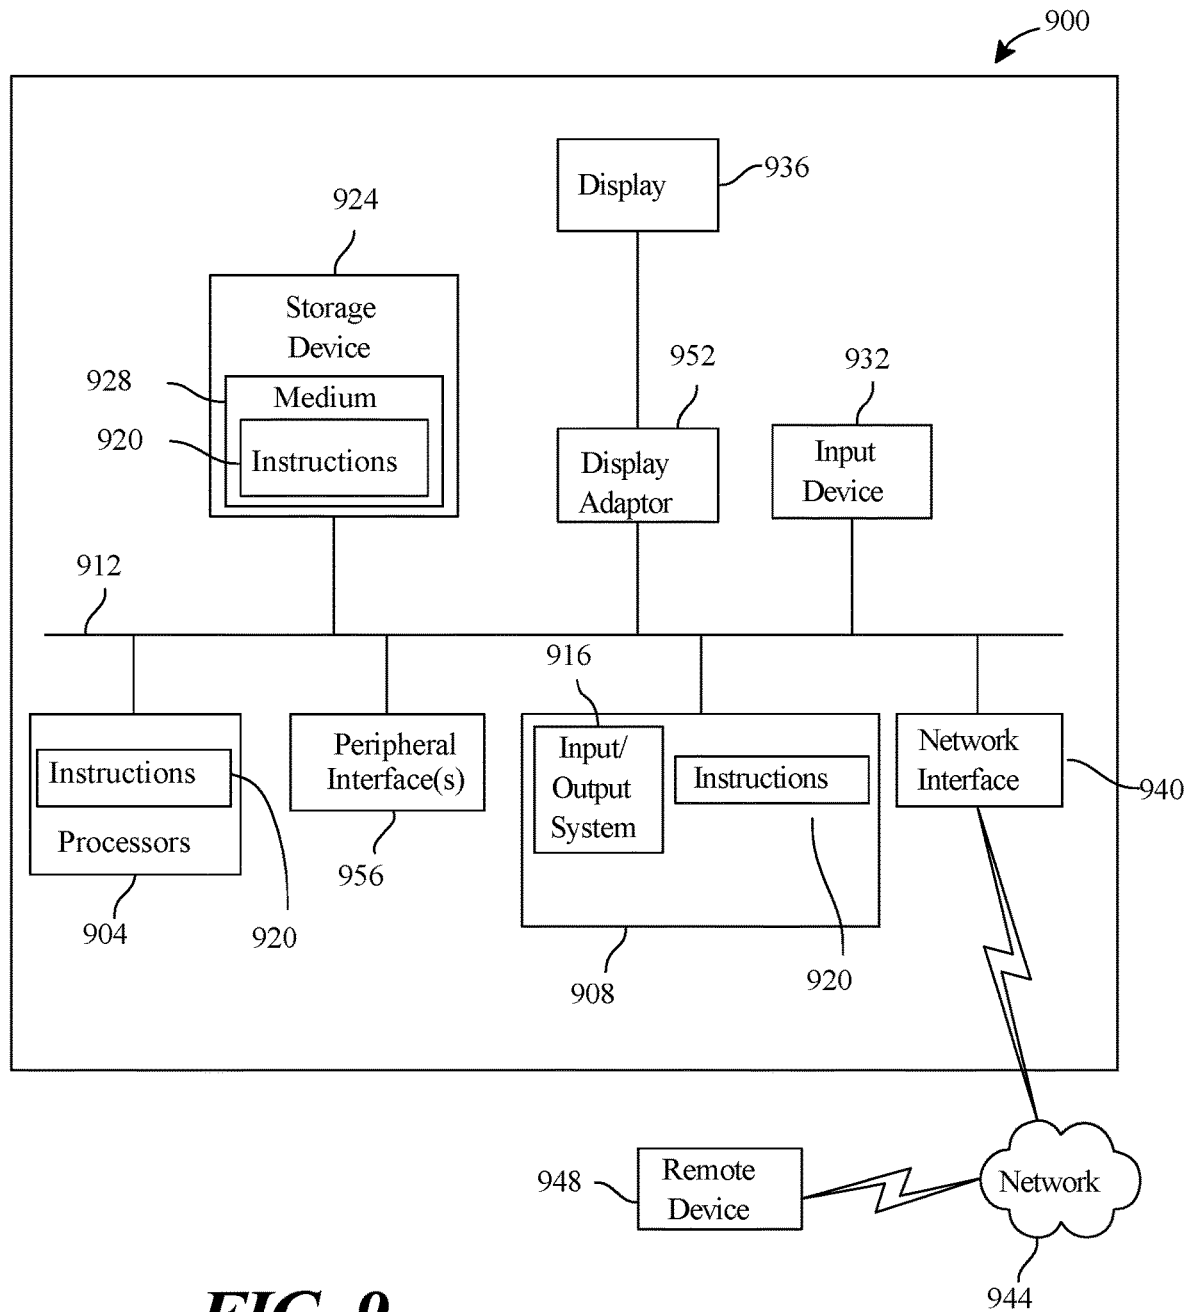 900
Display
936
924
Storage
Device
928
Medium
920
Instructions
952
Display
Adaptor
932
Input
Device
912
916
Instructions
Processors
904
920
Peripheral
Interface(s)
956
Input/
Output
System
Instructions
908
920
Network
Interface
940
948
Remote
Device
Network
944
FIG. 9